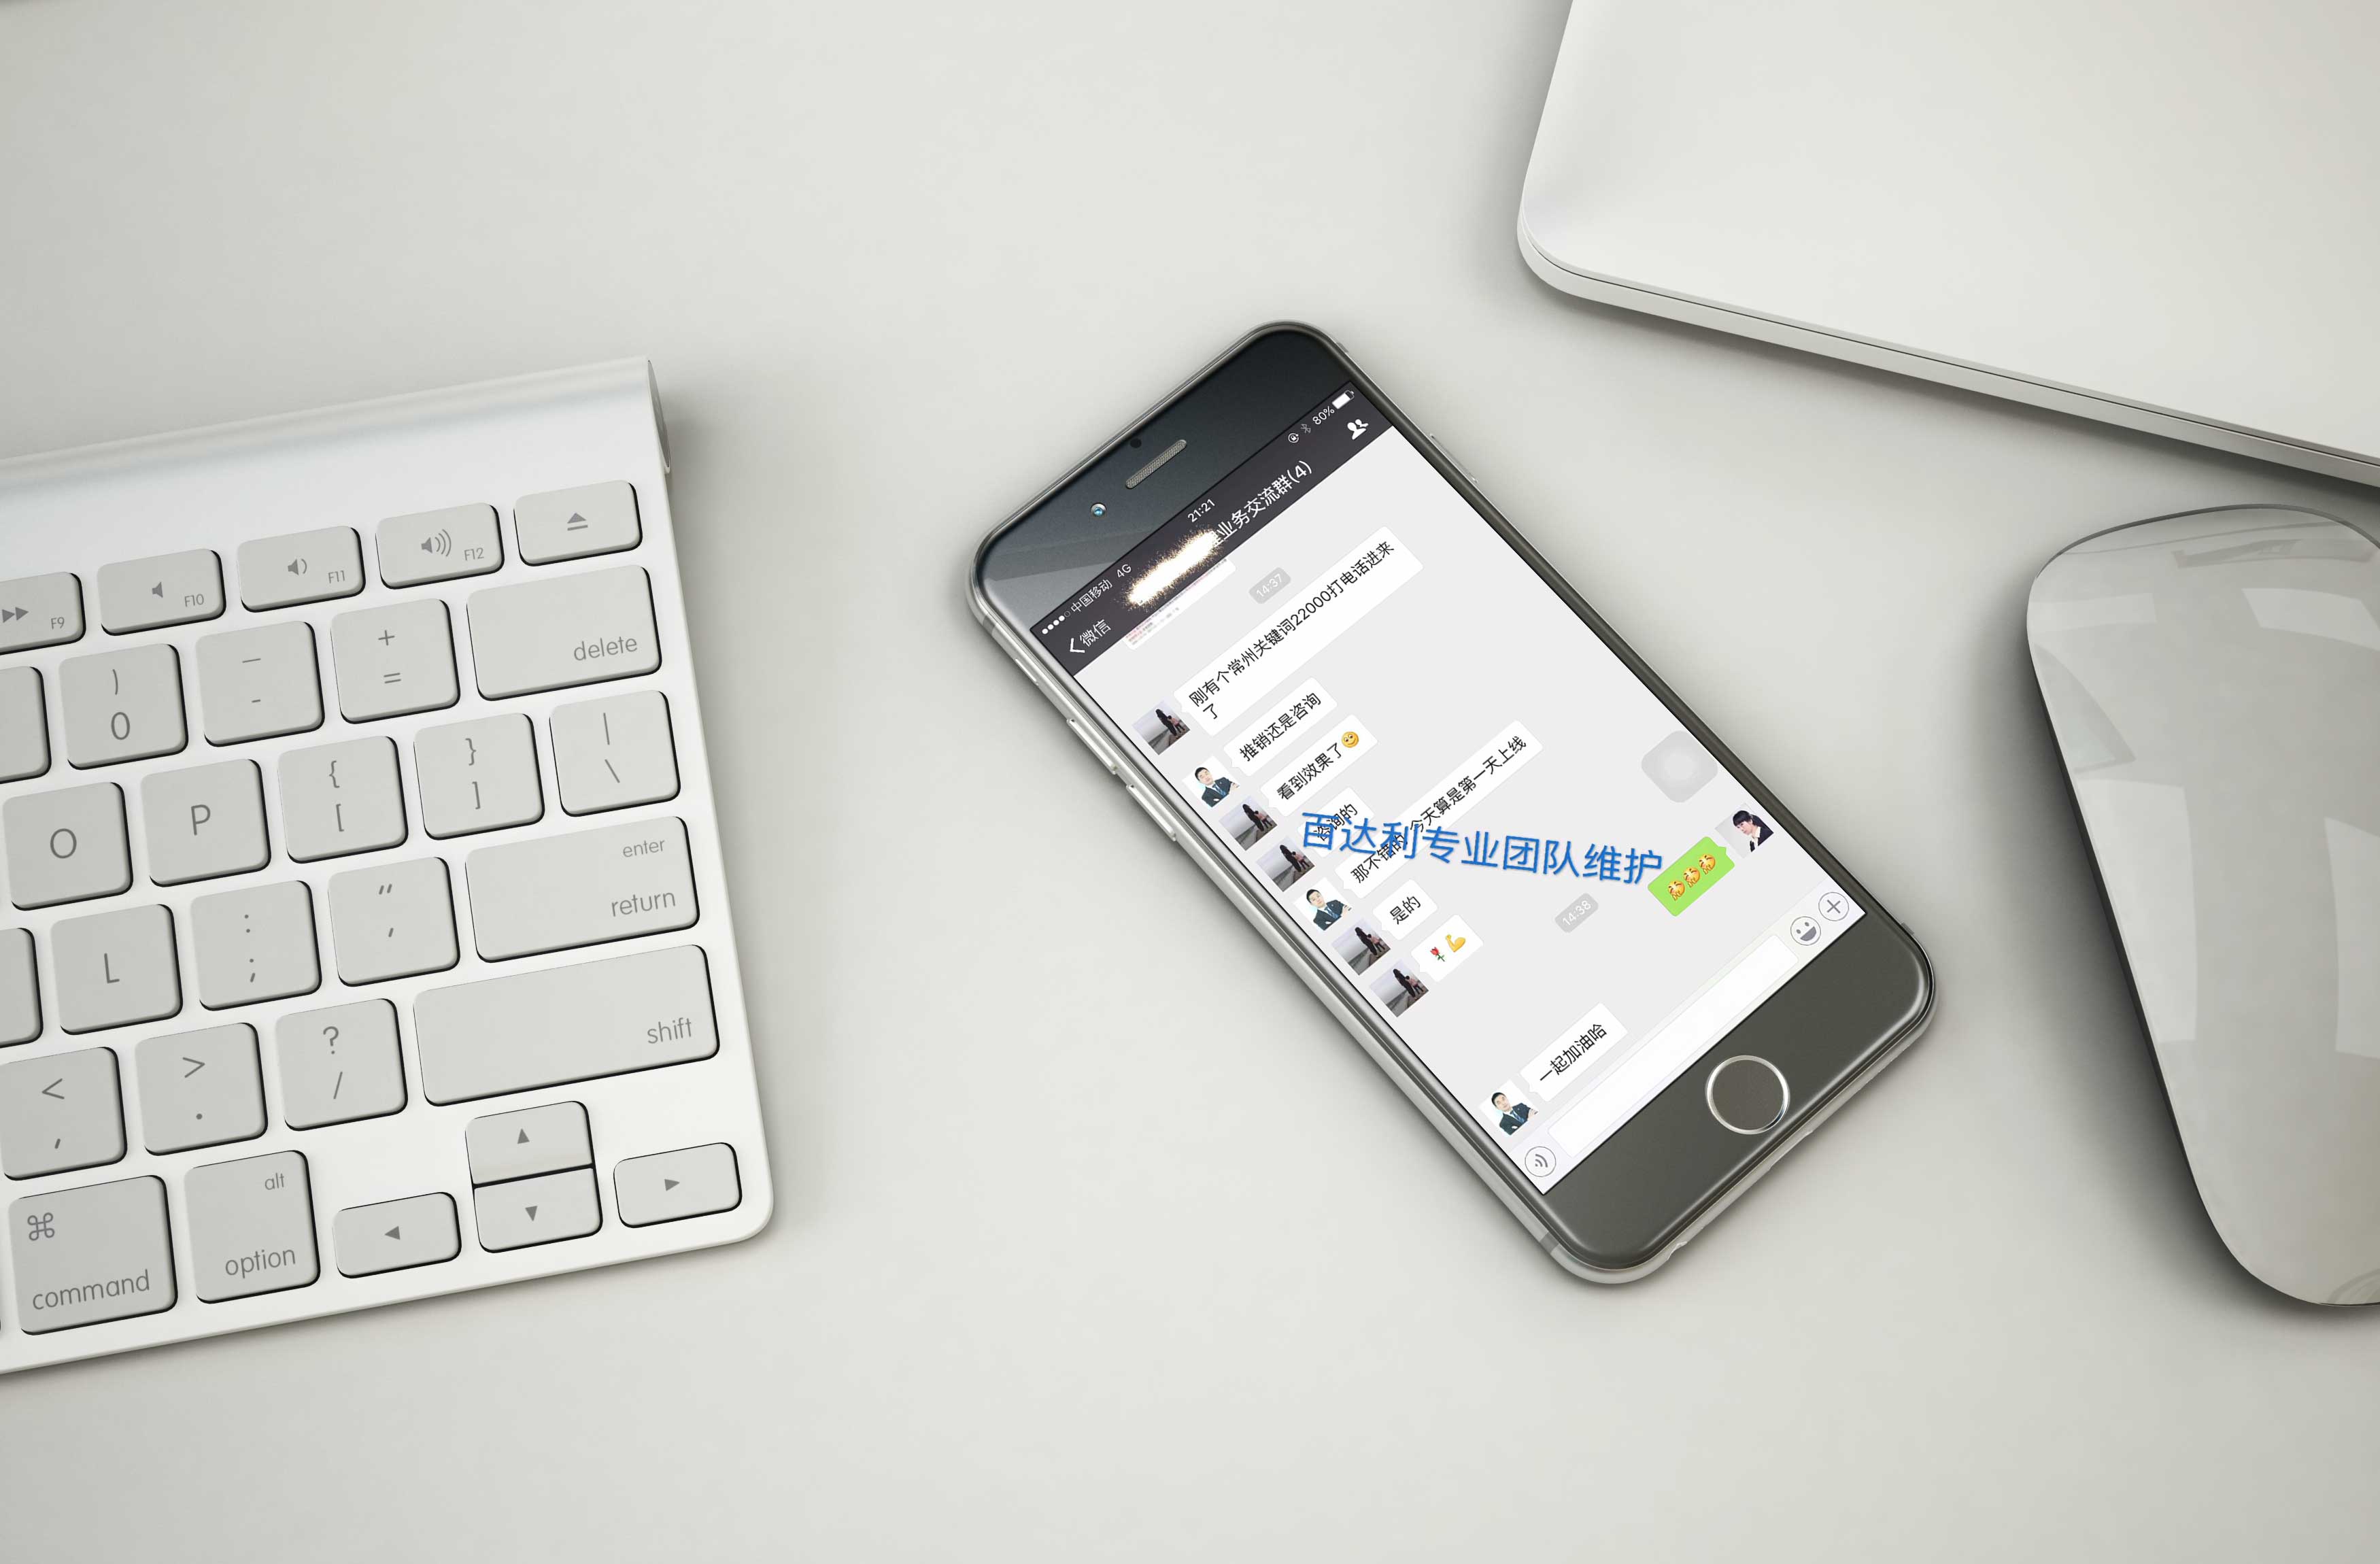 中国移动 4G 21:21 80%
微信 业务交流群(4)
14:37
刚有个常州关键词22000打电话进来
了
推销还是咨询
看到效果了
咨询的
那不错的 今天算是第一天上线
百达利专业团队维护
是的
14:38
一起加油哈
F9 F10 F11 F12
) 0
— -
+ =
delete
O P { [ } ] | \
enter
return
L : ; " '
< , > . ? /
shift
⌘ command
alt
option